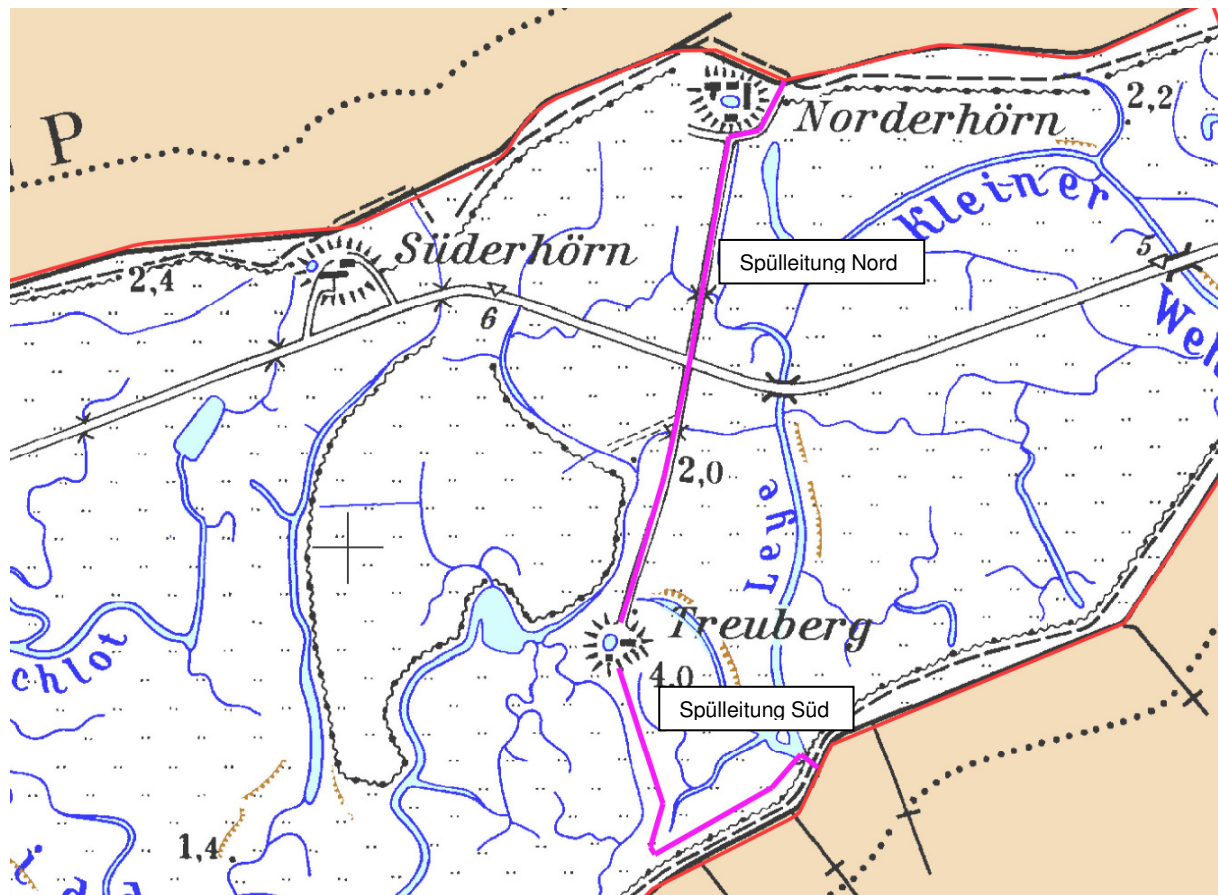 P
Norderhörn
2,2
Kleiner
Süderhörn
2,4
Spülleitung Nord
5
6
Leye
2,0
Treuberg
4,0
chlot
Spülleitung Süd
1,4